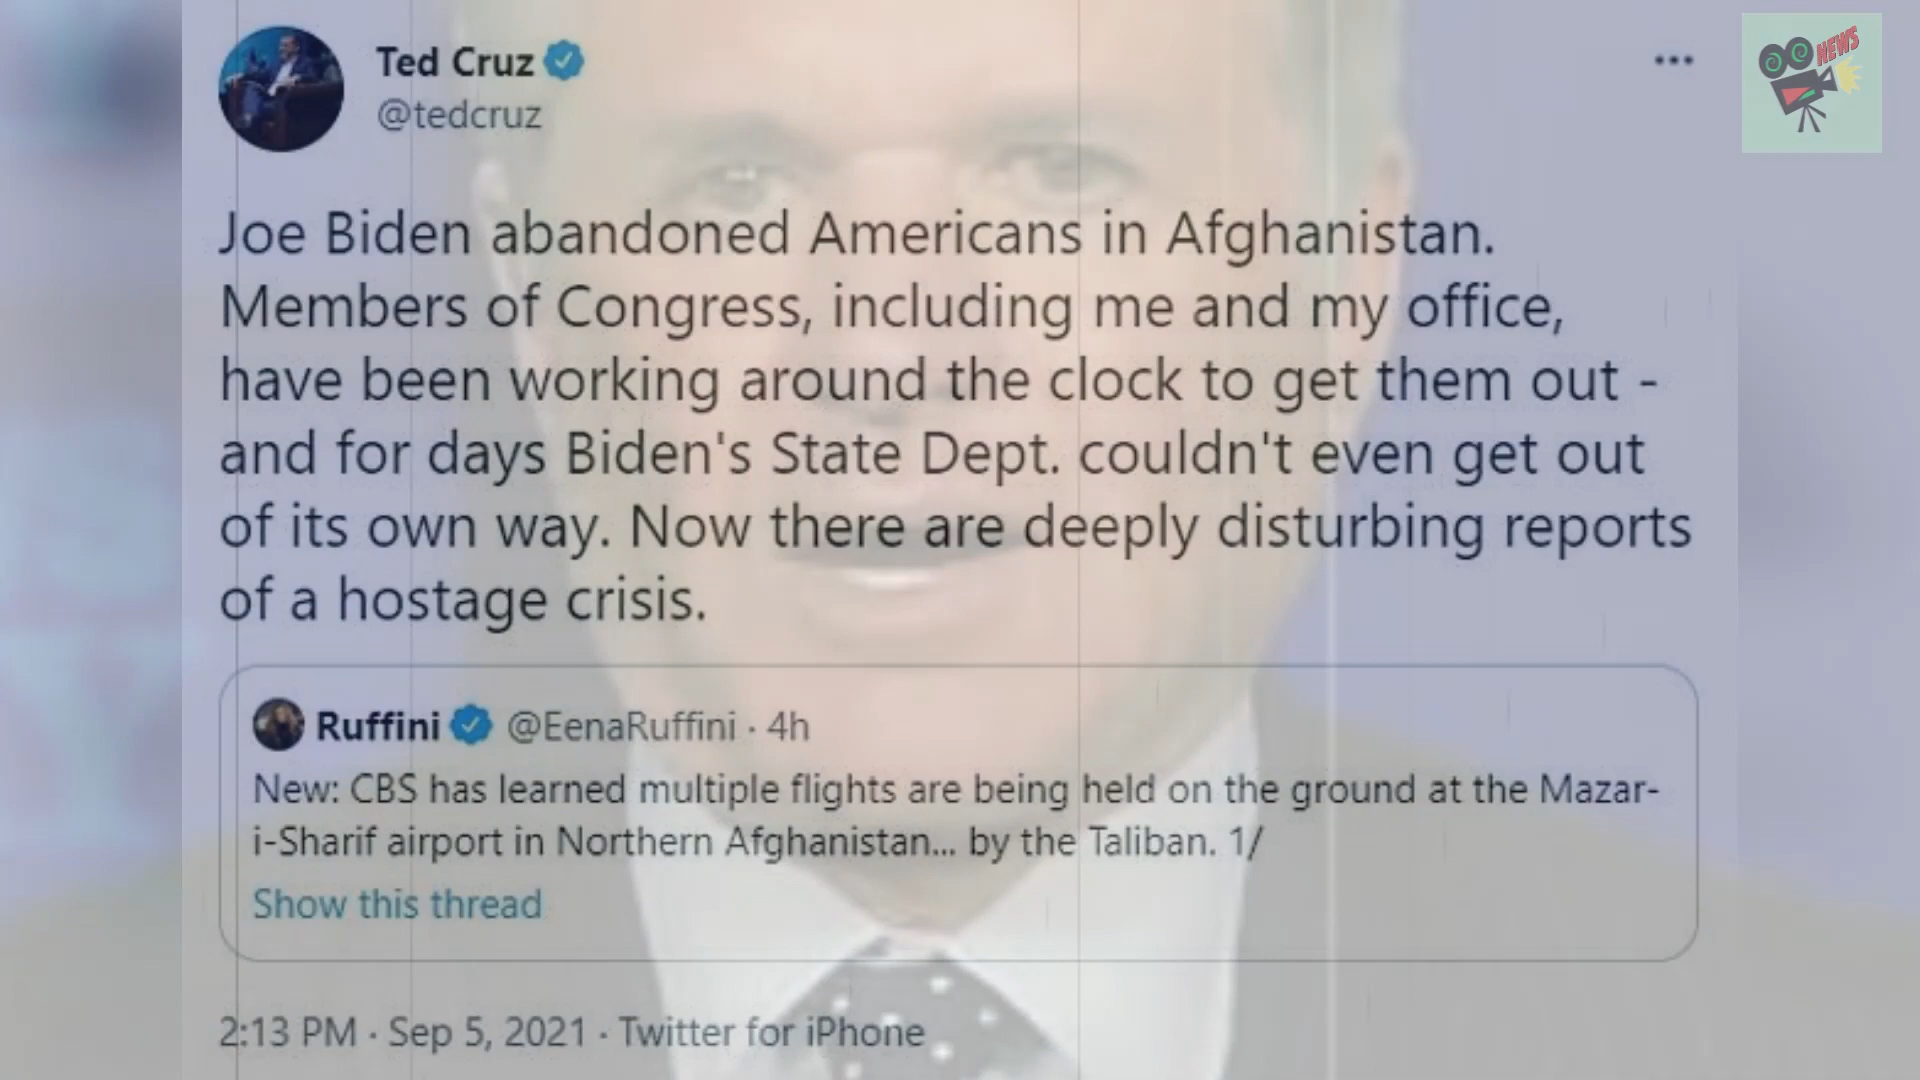 Ted Cruz
@tedcruz
NEWS
Joe Biden abandoned Americans in Afghanistan.
Members of Congress, including me and my office,
have been working around the clock to get them out -
and for days Biden's State Dept. couldn't even get out
of its own way. Now there are deeply disturbing reports
of a hostage crisis.
Ruffini @EenaRuffini · 4h
New: CBS has learned multiple flights are being held on the ground at the Mazar-
i-Sharif airport in Northern Afghanistan... by the Taliban. 1/
Show this thread
2:13 PM · Sep 5, 2021 · Twitter for iPhone